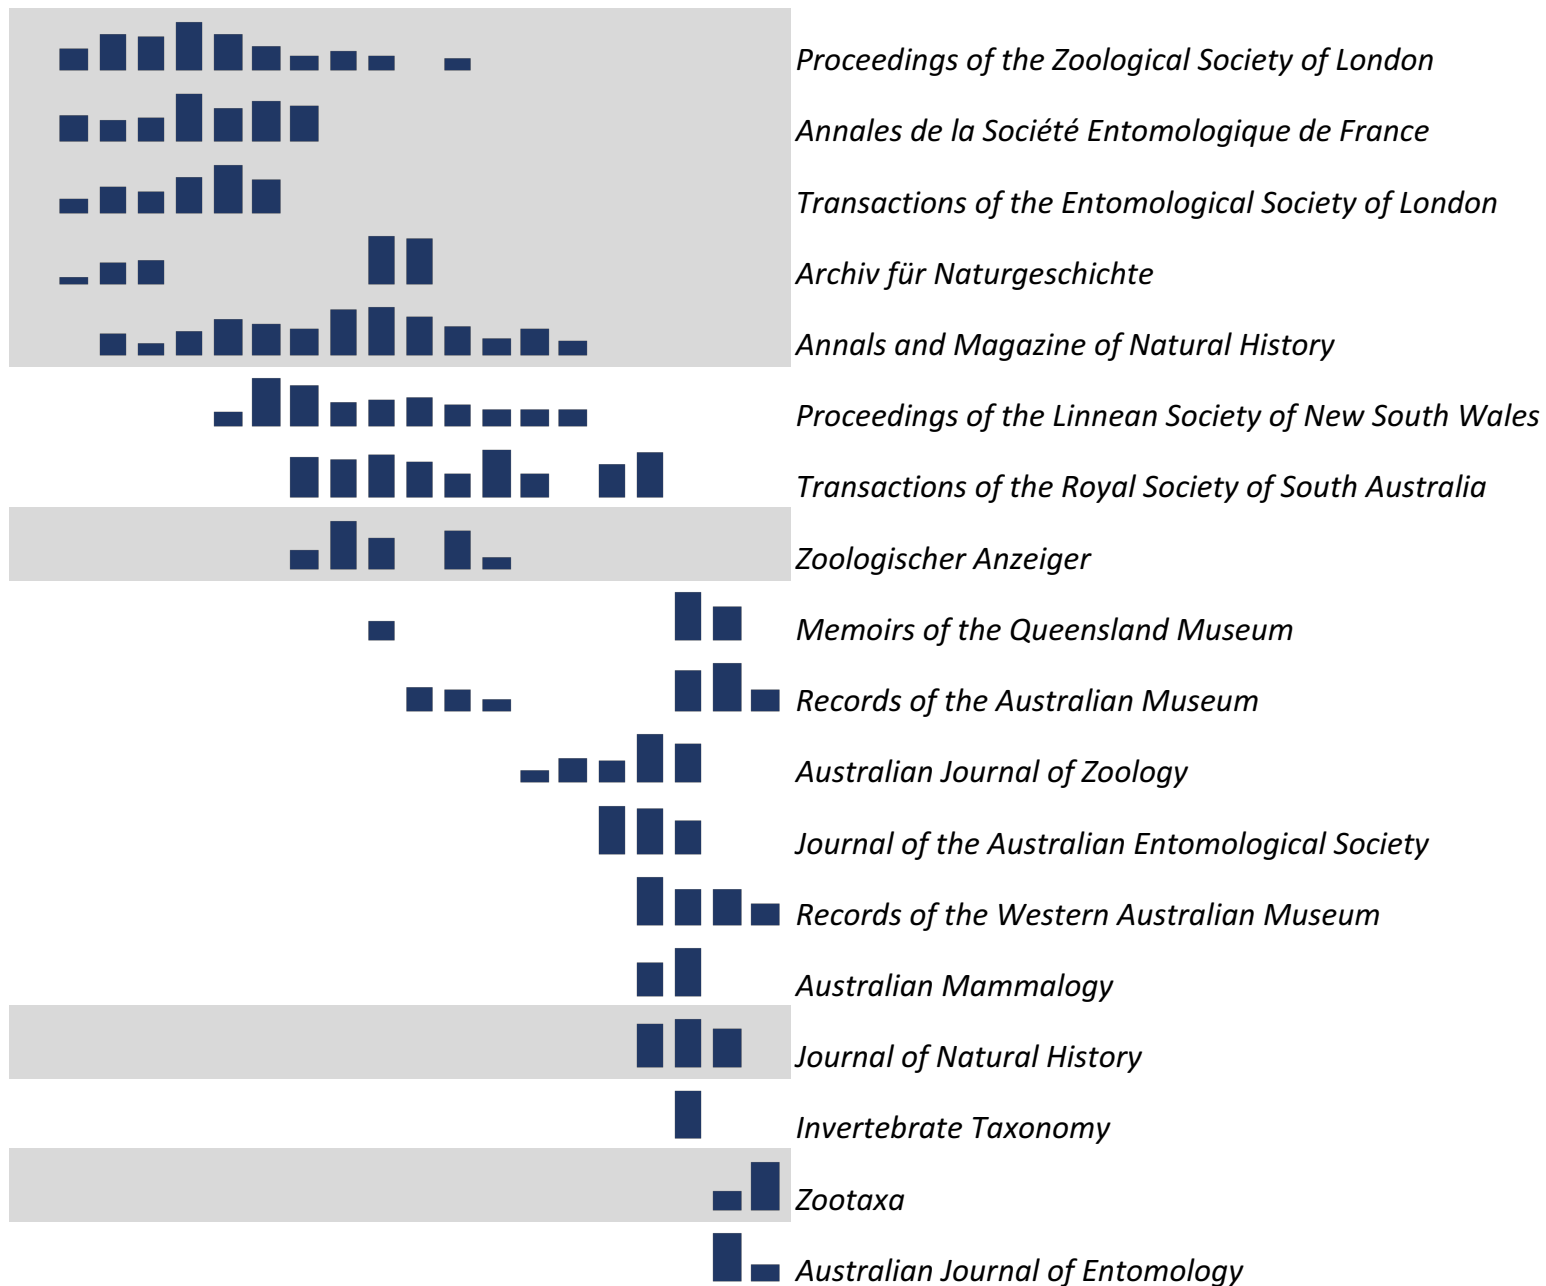 Proceedings of the Zoological Society of London
Annales de la Société Entomologique de France
Transactions of the Entomological Society of London
Archiv für Naturgeschichte
Annals and Magazine of Natural History
Proceedings of the Linnean Society of New South Wales
Transactions of the Royal Society of South Australia
Zoologischer Anzeiger
Memoirs of the Queensland Museum
Records of the Australian Museum
Australian Journal of Zoology
Journal of the Australian Entomological Society
Records of the Western Australian Museum
Australian Mammalogy
Journal of Natural History
Invertebrate Taxonomy
Zootaxa
Australian Journal of Entomology